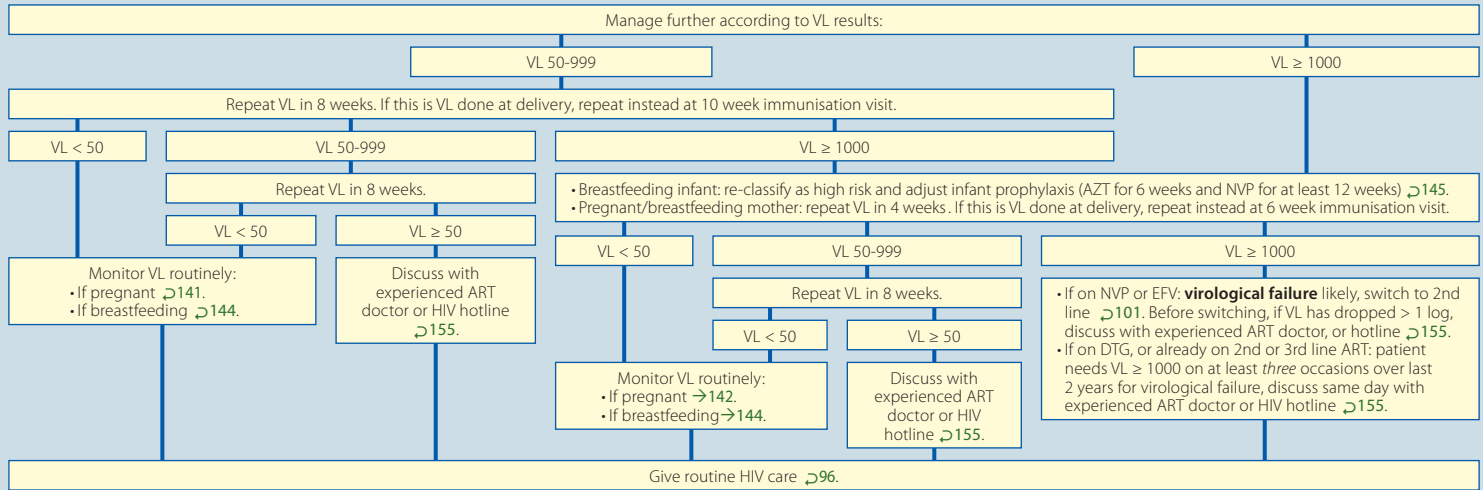 Manage further according to VL results:
VL 50-999
VL ≥ 1000
Repeat VL in 8 weeks. If this is VL done at delivery, repeat instead at 10 week immunisation visit.
VL < 50
VL 50-999
VL ≥ 1000
Repeat VL in 8 weeks.
• Breastfeeding infant: re-classify as high risk and adjust infant prophylaxis (AZT for 6 weeks and NVP for at least 12 weeks) ⮌145.
• Pregnant/breastfeeding mother: repeat VL in 4 weeks. If this is VL done at delivery, repeat instead at 6 week immunisation visit.
VL < 50
VL ≥ 50
VL < 50
VL 50-999
VL ≥ 1000
Monitor VL routinely:
• If pregnant ⮌141.
• If breastfeeding ⮌144.
Discuss with
experienced ART
doctor or HIV hotline
⮌155.
Repeat VL in 8 weeks.
VL < 50
VL ≥ 50
• If on NVP or EFV: virological failure likely, switch to 2nd
line ⮌101. Before switching, if VL has dropped > 1 log,
discuss with experienced ART doctor, or hotline ⮌155.
• If on DTG, or already on 2nd or 3rd line ART: patient
needs VL ≥ 1000 on at least three occasions over last
2 years for virological failure, discuss same day with
experienced ART doctor or HIV hotline ⮌155.
Monitor VL routinely:
• If pregnant →142.
• If breastfeeding→144.
Discuss with
experienced ART
doctor or HIV
hotline ⮌155.
Give routine HIV care ⮌96.